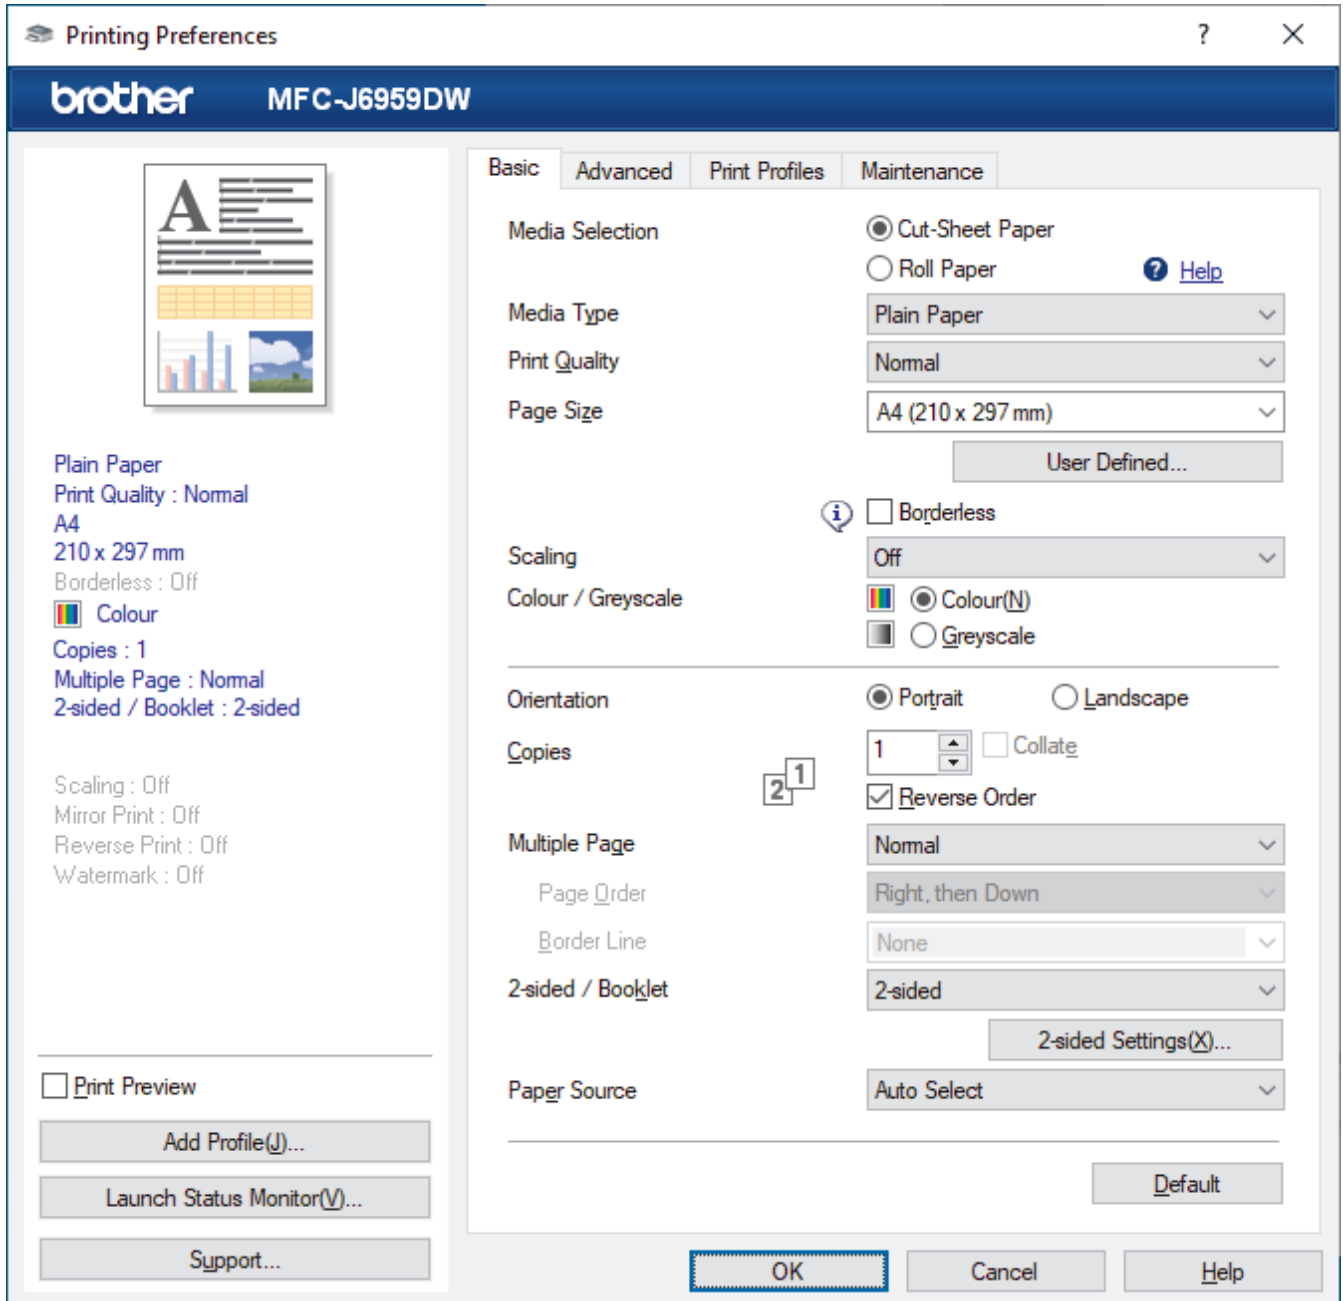 Printing Preferences
?
brother MFC-J6959DW
A
Plain Paper
Print Quality : Normal
A4
210 x 297 mm
Borderless : Off
Colour
Copies : 1
Multiple Page : Normal
2-sided / Booklet : 2-sided
Scaling : Off
Mirror Print : Off
Reverse Print : Off
Watermark : Off
Print Preview
Add Profile(J)...
Launch Status Monitor(V)...
Support...
Basic Advanced Print Profiles Maintenance
Media Selection Cut-Sheet Paper
Roll Paper ? Help
Media Type Plain Paper
Print Quality Normal
Page Size A4 (210 x 297 mm)
User Defined...
i Borderless
Scaling Off
Colour / Greyscale Colour(N)
Greyscale
Orientation Portrait Landscape
Copies 1 Collate
2 1 Reverse Order
Multiple Page Normal
Page Order Right, then Down
Border Line None
2-sided / Booklet 2-sided
2-sided Settings(X)...
Paper Source Auto Select
Default
OK Cancel Help